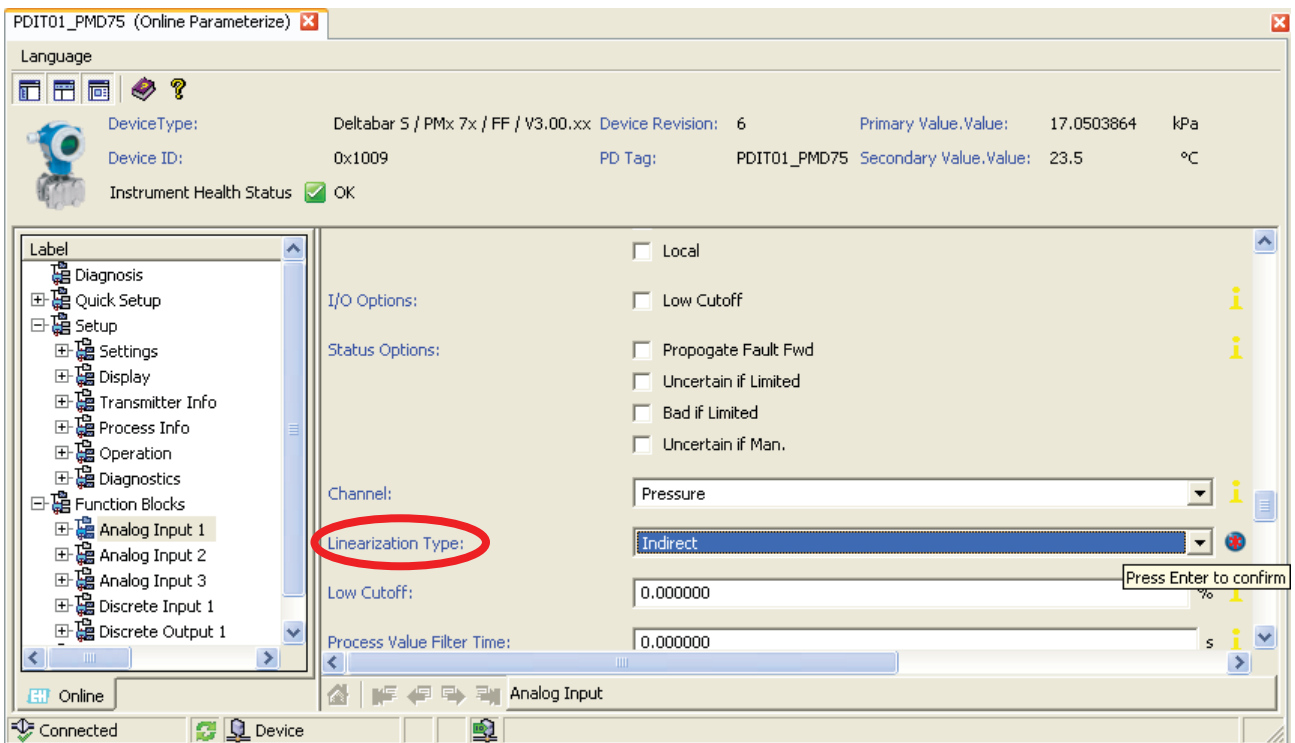 PDIT01_PMD75 (Online Parameterize)
Language
DeviceType: Deltabar S / PMx 7x / FF / V3.00.xx Device Revision: 6 Primary Value.Value: 17.0503864 kPa
Device ID: 0x1009 PD Tag: PDIT01_PMD75 Secondary Value.Value: 23.5 °C
Instrument Health Status OK
Label
Diagnosis
Quick Setup
Setup
Settings
Display
Transmitter Info
Process Info
Operation
Diagnostics
Function Blocks
Analog Input 1
Analog Input 2
Analog Input 3
Discrete Input 1
Discrete Output 1
Online
Local
I/O Options: Low Cutoff
Status Options: Propogate Fault Fwd
Uncertain if Limited
Bad if Limited
Uncertain if Man.
Channel: Pressure
Linearization Type: Indirect
Press Enter to confirm
Low Cutoff: 0.000000 %
Process Value Filter Time: 0.000000 s
Analog Input
Connected Device